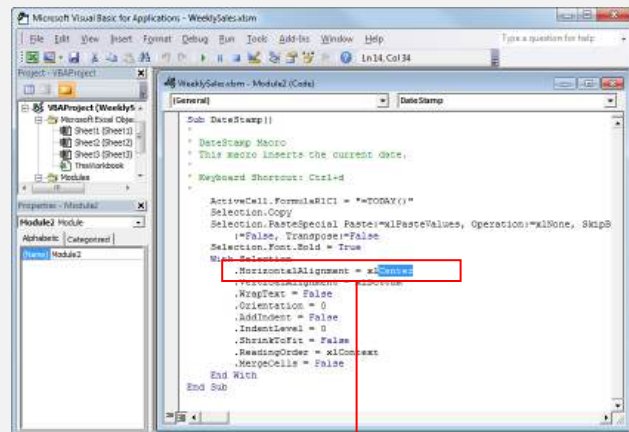 Microsoft Visual Basic for Applications - WeeklySales.xlsm
File Edit View Insert Format Debug Run Tools Add-Ins Window Help
Type a question for help
Ln 14, Col 34
Project - VBAProject
WeeklySales.xlsm - Module2 (Code)
(General)
DateStamp
VBAProject (WeeklyS
Microsoft Excel Obje
Sheet1 (Sheet1)
Sheet2 (Sheet2)
Sheet3 (Sheet3)
ThisWorkbook
Modules
Properties - Module2
Module2 Module
Alphabetic Categorized
(Name) Module2
Sub DateStamp()
'
' DateStamp Macro
' This macro inserts the current date.
'
' Keyboard Shortcut: Ctrl+d
'
ActiveCell.FormulaR1C1 = "=TODAY()"
Selection.Copy
Selection.PasteSpecial Paste:=xlPasteValues, Operation:=xlNone, SkipB
:=False, Transpose:=False
Selection.Font.Bold = True
With Selection
.HorizontalAlignment = xlCenter
.VerticalAlignment = xlBottom
.WrapText = False
.Orientation = 0
.AddIndent = False
.IndentLevel = 0
.ShrinkToFit = False
.ReadingOrder = xlContext
.MergeCells = False
End With
End Sub